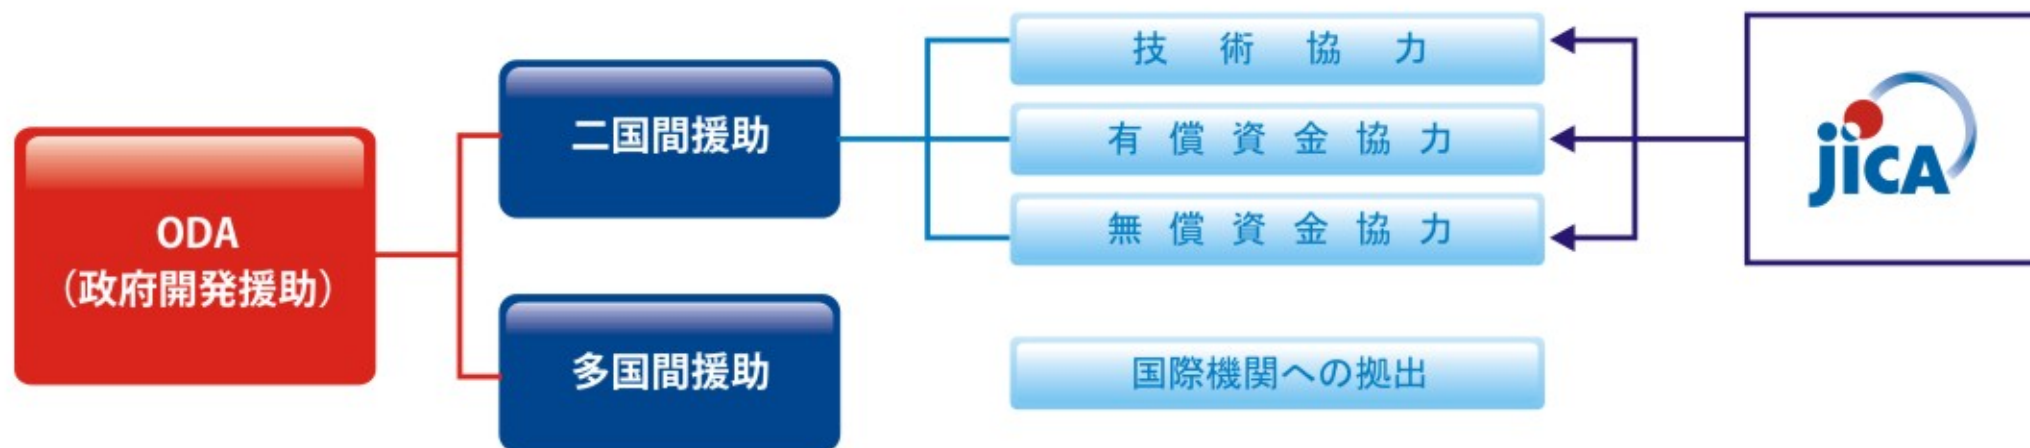 ODA
（政府開発援助）
二国間援助
多国間援助
技術協力
有償資金協力
無償資金協力
国際機関への拠出
jicA